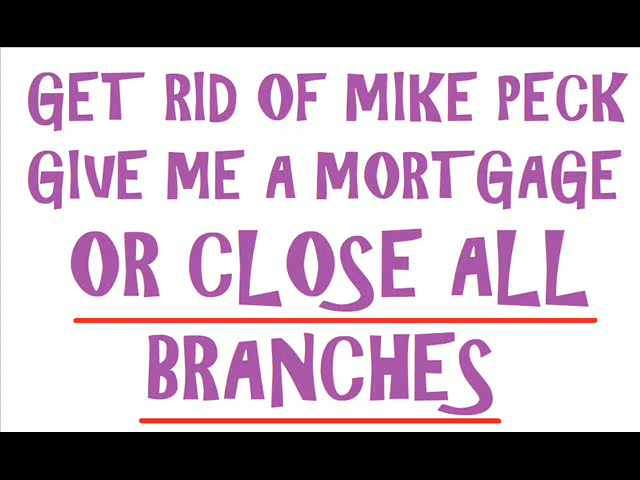 GET RID OF MIKE PECK
GIVE ME A MORTGAGE
OR CLOSE ALL
BRANCHES